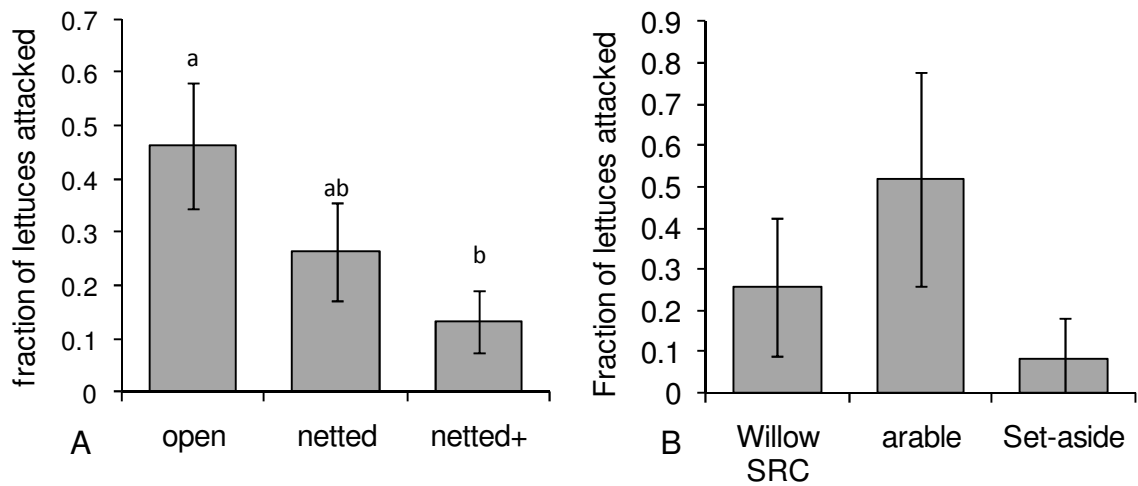 fraction of lettuces attacked
0.7
0.6
0.5
0.4
0.3
0.2
0.1
0
a
ab
b
open
netted
netted+
A
Fraction of lettuces attacked
0.9
0.8
0.7
0.6
0.5
0.4
0.3
0.2
0.1
0
Willow
SRC
arable
Set-aside
B